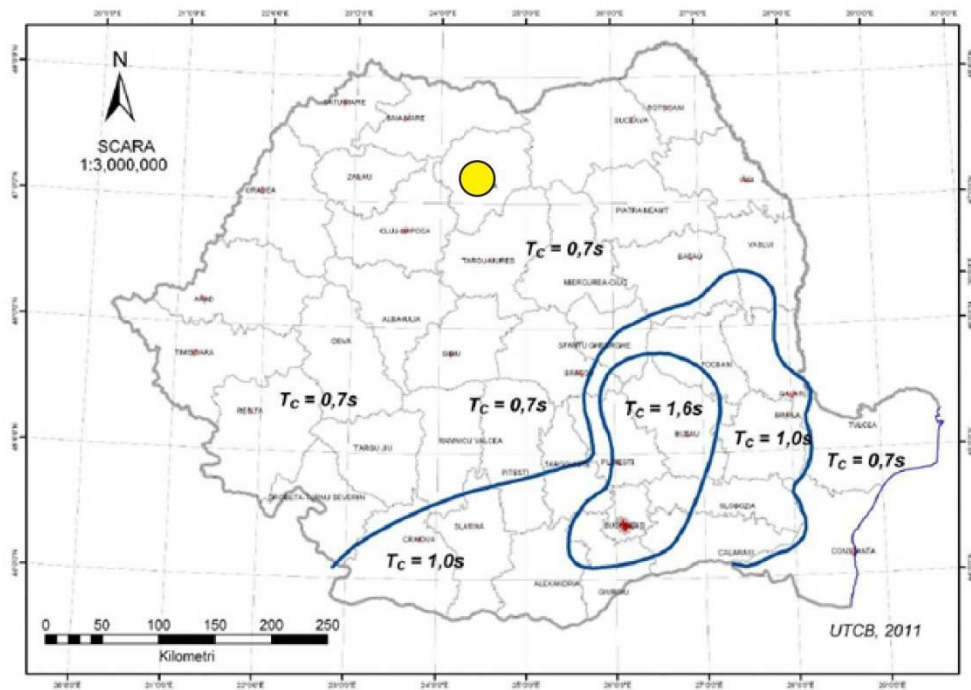 N
SCARA
1:3,000,000
SATU MARE
BAIA MARE
BOTOSANI
SUCEAVA
ZALAU
ORADEA
IASI
PIATRA NEAMT
CLUJ-NAPOCA
VASLUI
TC = 0,7s
TARGU MURES
BACAU
MIERCUREA-CIUC
ARAD
ALBA IULIA
DEVA
SFANTU GHEORGHE
TIMISOARA
SIBIU
FOCSANI
BRASOV
GALATI
TC = 0,7s
TC = 0,7s
TC = 1,6s
RESITA
BRAILA
TULCEA
BUZAU
TC = 1,0s
TARGU JIU
RAMNICU VALCEA
TC = 0,7s
PITESTI
TARGOVISTE
PLOIESTI
DROBETA-TURNU SEVERIN
SLOBOZIA
SLATINA
BUCURESTI
CRAIOVA
CALARASI
CONSTANTA
TC = 1,0s
ALEXANDRIA
GIURGIU
0 50 100 150 200 250
Kilometri
UTCB, 2011